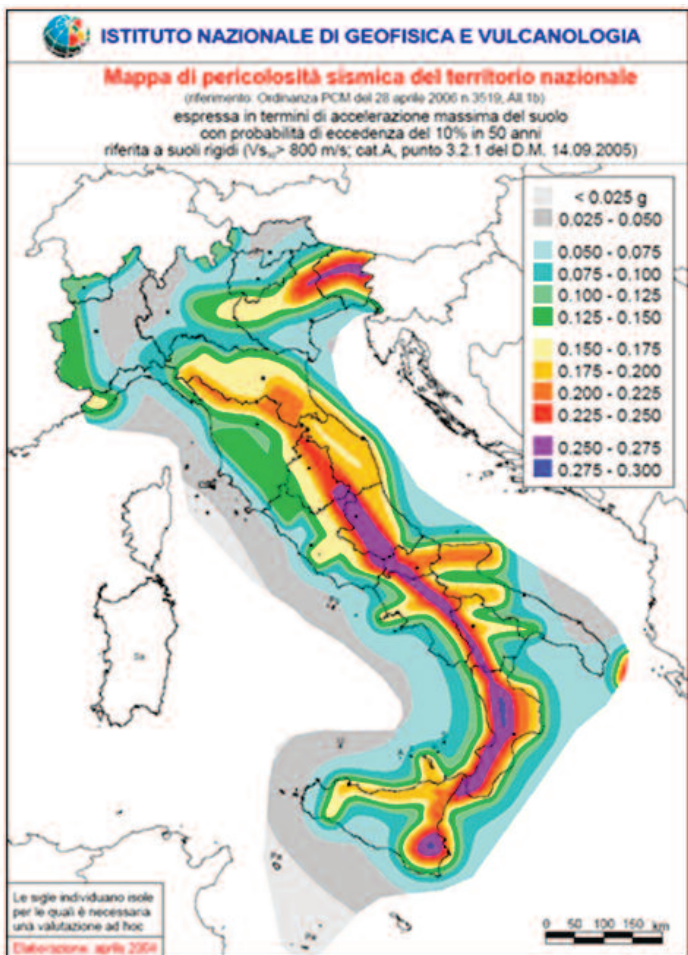 ISTITUTO NAZIONALE DI GEOFISICA E VULCANOLOGIA
Mappa di pericolosità sismica del territorio nazionale
(riferimento: Ordinanza PCM del 28 aprile 2006 n.3519, All.1b)
espressa in termini di accelerazione massima del suolo
con probabilità di eccedenza del 10% in 50 anni
riferita a suoli rigidi (Vs₃₀> 800 m/s; cat.A, punto 3.2.1 del D.M. 14.09.2005)
< 0.025 g
0.025 - 0.050
0.050 - 0.075
0.075 - 0.100
0.100 - 0.125
0.125 - 0.150
0.150 - 0.175
0.175 - 0.200
0.200 - 0.225
0.225 - 0.250
0.250 - 0.275
0.275 - 0.300
Le sigle individuano isole
per le quali è necessaria
una valutazione ad hoc
Elaborazione: aprile 2004
0 50 100 150 km